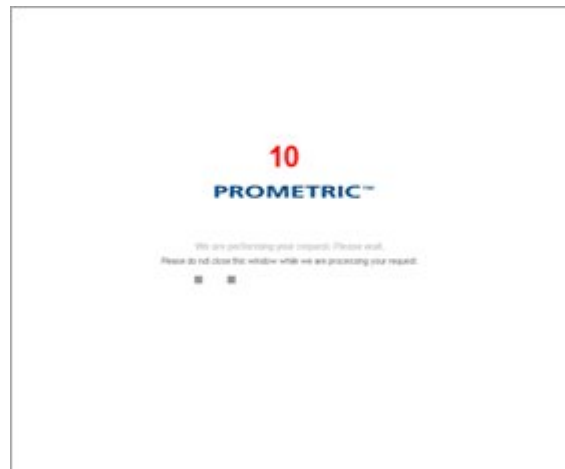 10
PROMETRIC™
We are performing your request. Please wait.
Please do not close this window while we are processing your request.